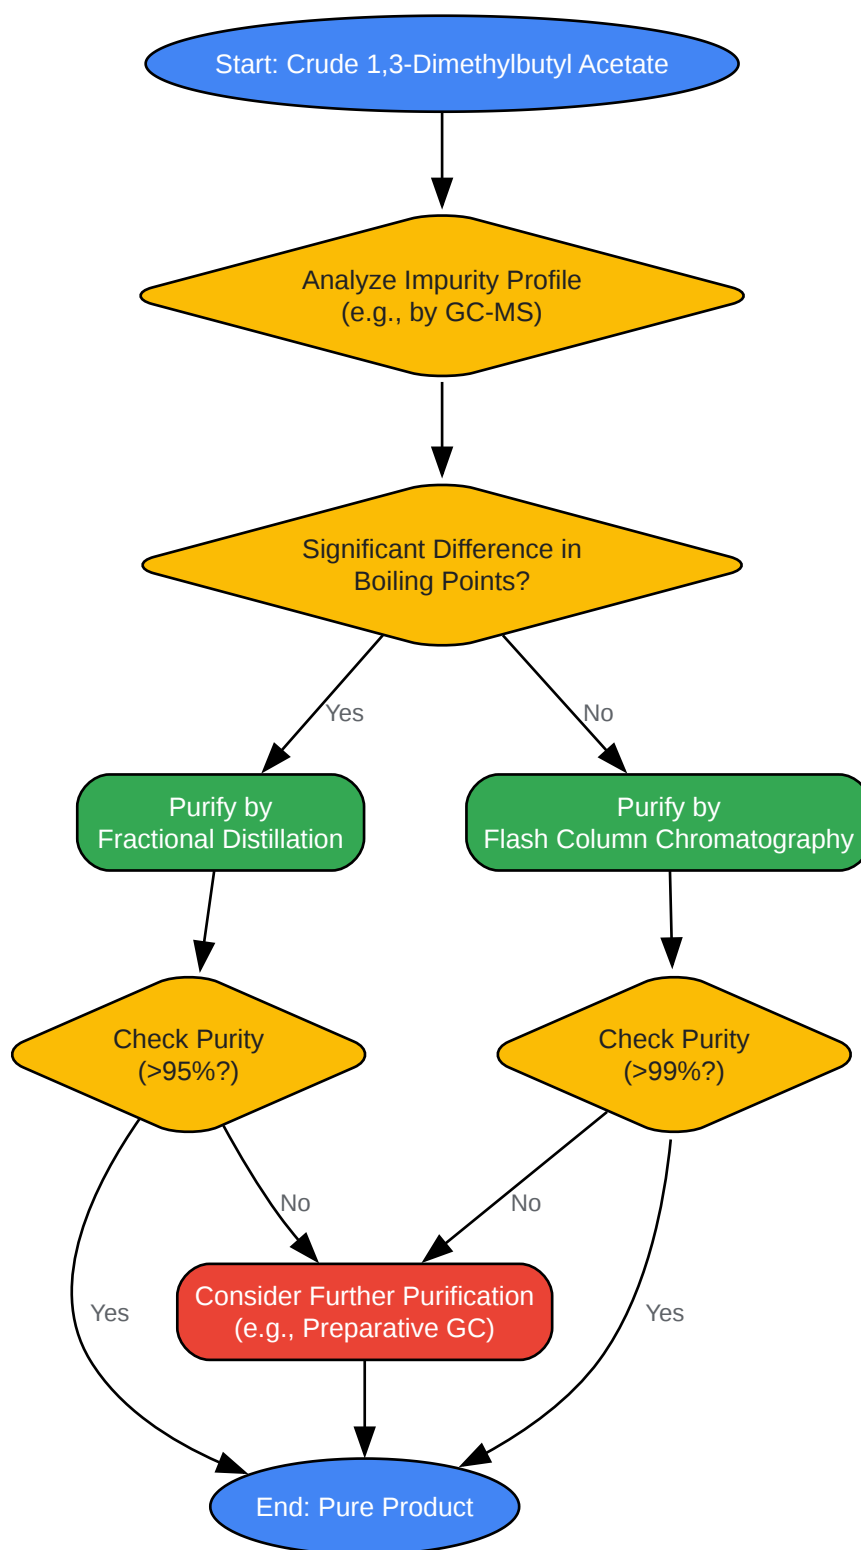 Start: Crude 1,3-Dimethylbutyl Acetate
Analyze Impurity Profile
(e.g., by GC-MS)
Significant Difference in
Boiling Points?
Yes
No
Purify by
Fractional Distillation
Purify by
Flash Column Chromatography
Check Purity
(>95%?)
Check Purity
(>99%?)
No
No
Consider Further Purification
(e.g., Preparative GC)
Yes
Yes
End: Pure Product